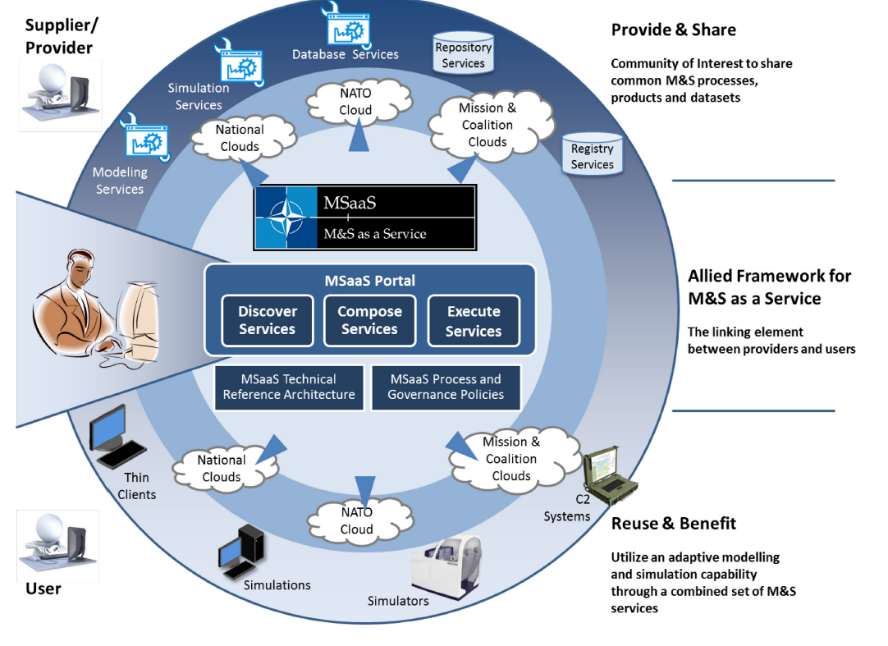 Supplier/
Provider
Database Services
Repository
Services
Simulation
Services
NATO
Cloud
National
Clouds
Mission &
Coalition
Clouds
Modeling
Services
Registry
Services
Provide & Share
Community of Interest to share
common M&S processes,
products and datasets
MSaaS
M&S as a Service
MSaaS Portal
Discover
Services
Compose
Services
Execute
Services
MSaaS Technical
Reference Architecture
MSaaS Process and
Governance Policies
Allied Framework for
M&S as a Service
The linking element
between providers and users
National
Clouds
Mission &
Coalition
Clouds
NATO
Cloud
Thin
Clients
C2
Systems
Simulations
Simulators
User
Reuse & Benefit
Utilize an adaptive modelling
and simulation capability
through a combined set of M&S
services